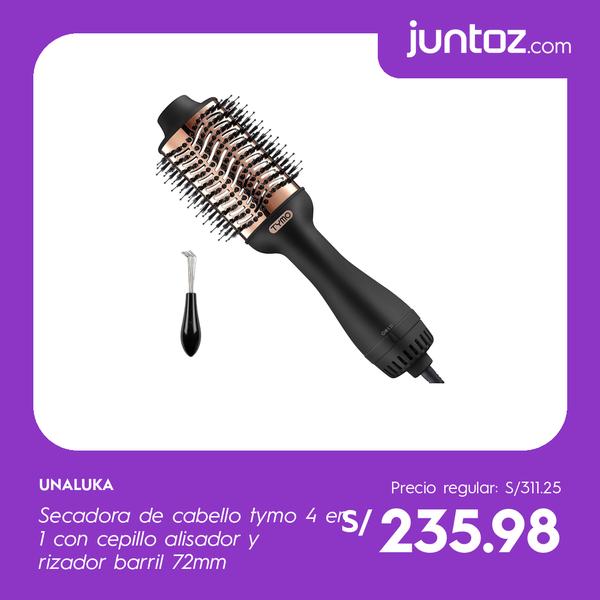 juntoz.com
TYMO
UNALUKA
Secadora de cabello tymo 4 en
1 con cepillo alisador y
rizador barril 72mm
Precio regular: S/311.25
S/ 235.98